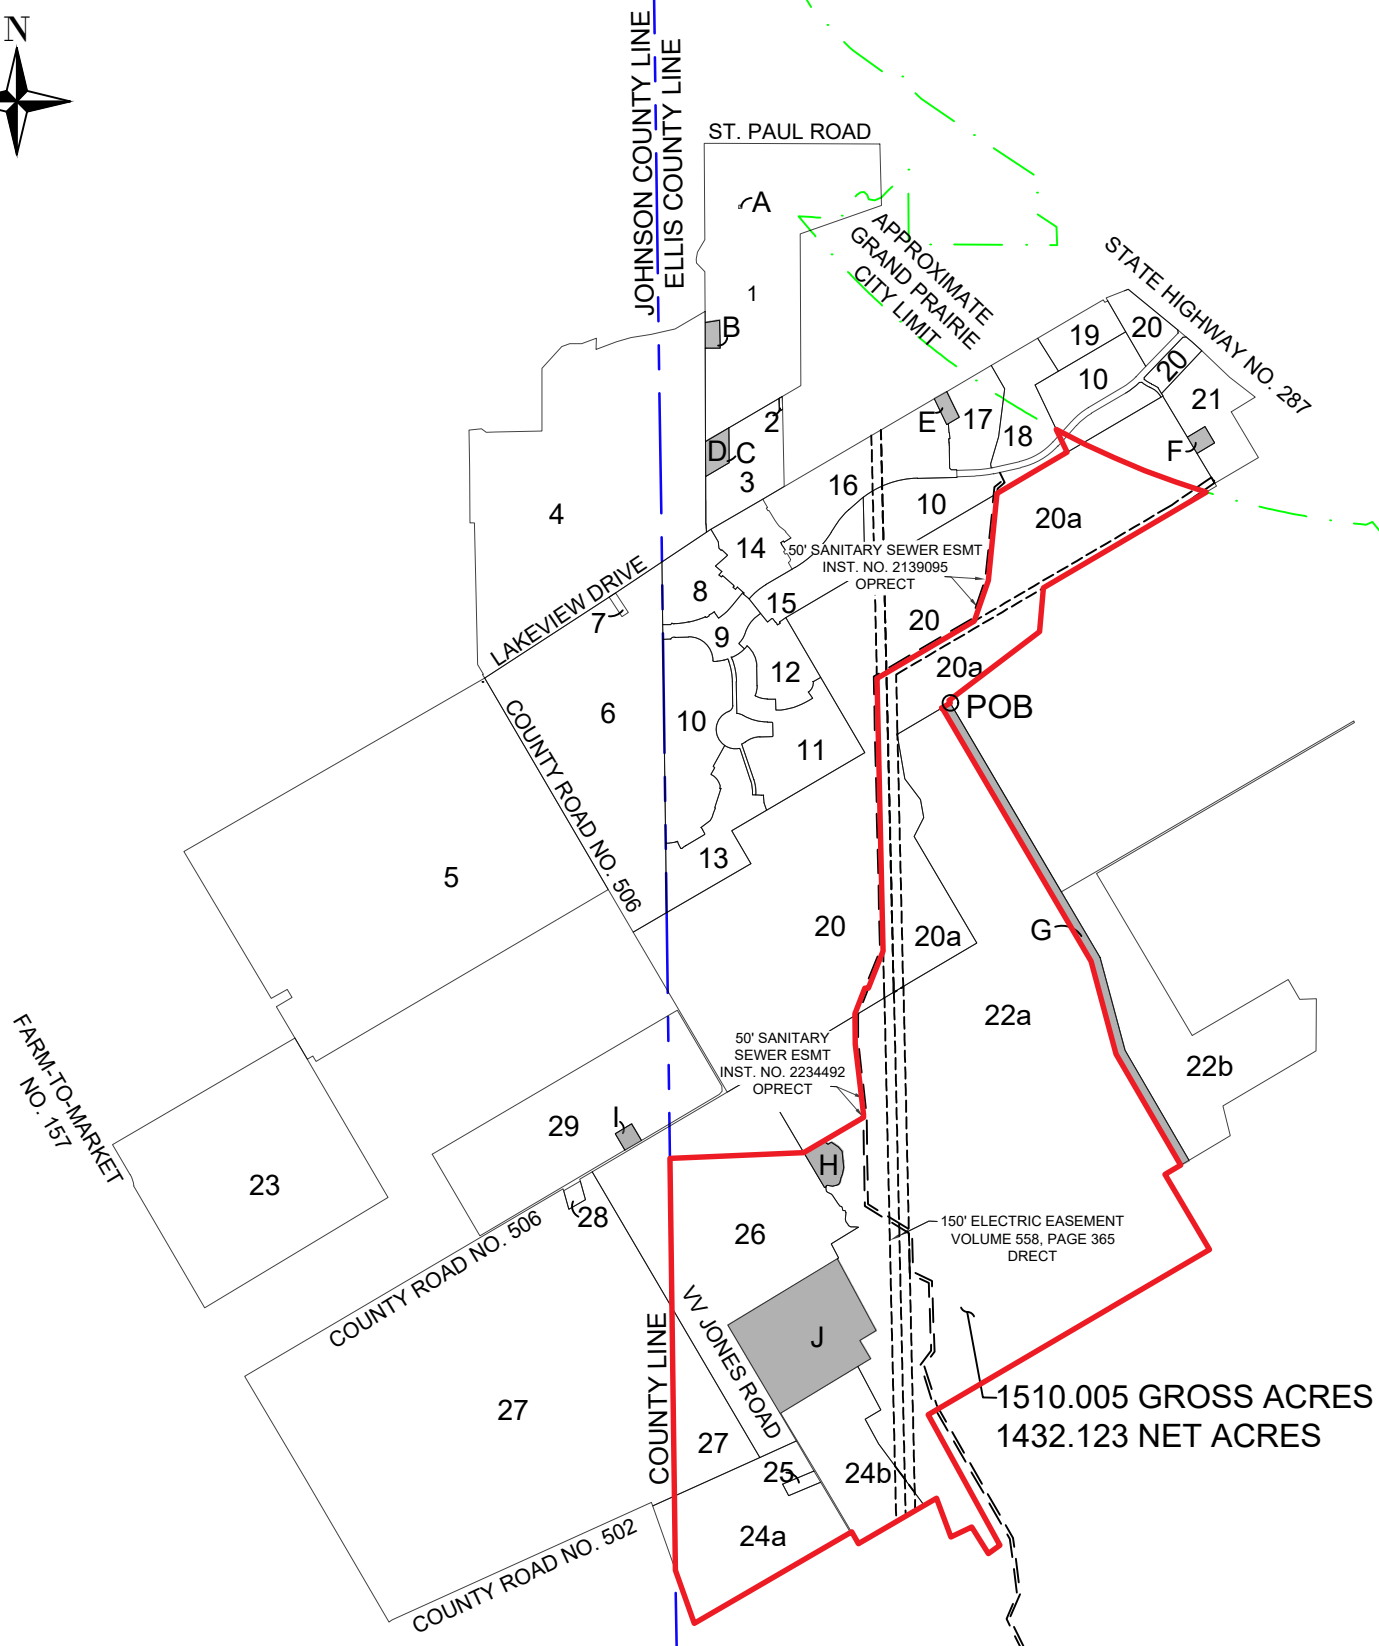 N
JOHNSON COUNTY LINE
ELLIS COUNTY LINE
ST. PAUL ROAD
A
1
B
APPROXIMATE
GRAND PRAIRIE
CITY LIMIT
STATE HIGHWAY NO. 287
19
20
10
20
21
2
E
17
18
F
D
C
3
4
16
10
20a
14
50' SANITARY SEWER ESMT
INST. NO. 2139095
OPRECT
LAKEVIEW DRIVE
7
8
15
9
20
12
20a
POB
6
10
COUNTY ROAD NO. 506
11
13
5
20
20a
G
22a
FARM-TO-MARKET
NO. 157
50' SANITARY
SEWER ESMT
INST. NO. 2234492
OPRECT
22b
29
I
H
23
28
26
150' ELECTRIC EASEMENT
VOLUME 558, PAGE 365
DRECT
COUNTY ROAD NO. 506
VV JONES ROAD
J
COUNTY LINE
1510.005 GROSS ACRES
1432.123 NET ACRES
27
27
25
24b
24a
COUNTY ROAD NO. 502